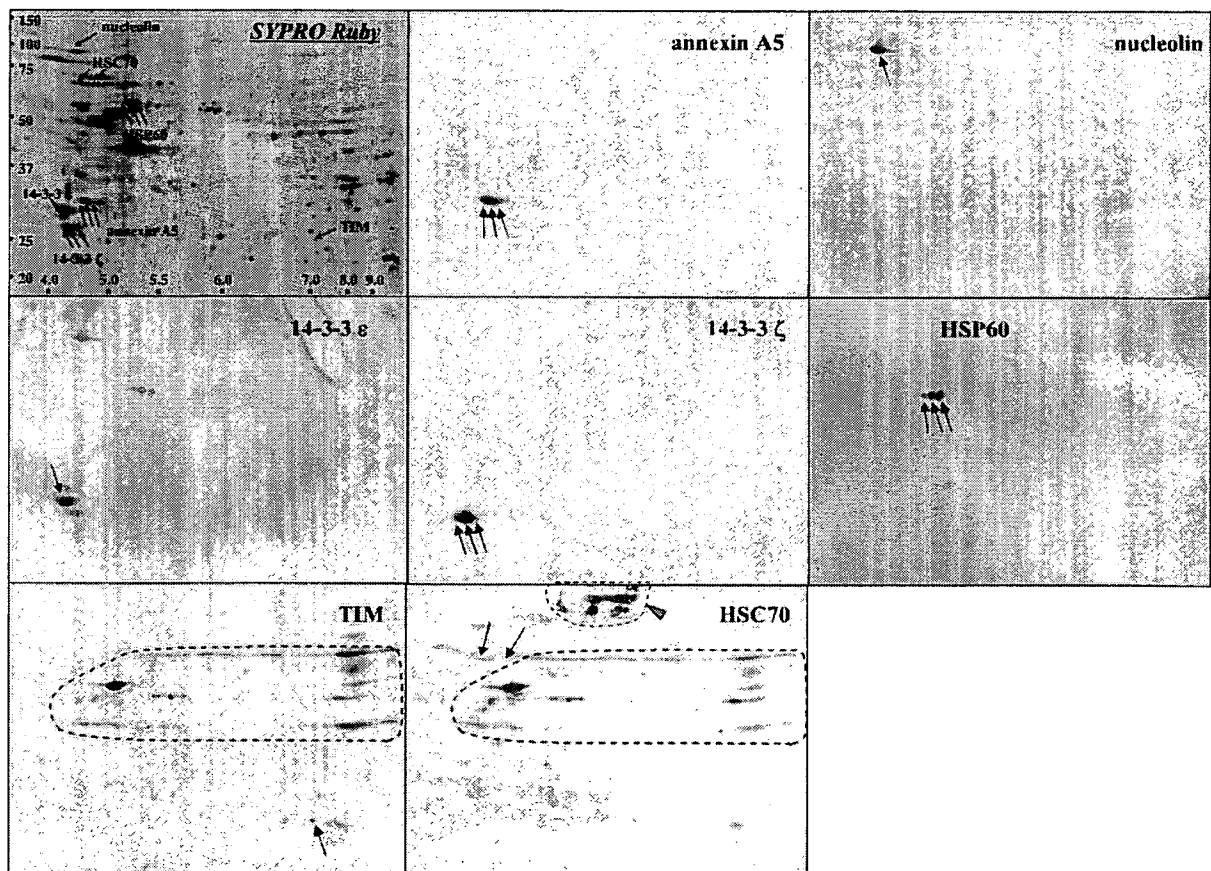 150
nucleolin
SYPRO Ruby
100
HSC70
75
50
HSP60
37
14-3-3
annexin A5
25
TIM
14-3-3 ζ
20
4.0 5.0 5.5 6.0 7.0 8.0 9.0
annexin A5
nucleolin
14-3-3 ε
14-3-3 ζ
HSP60
TIM
HSC70